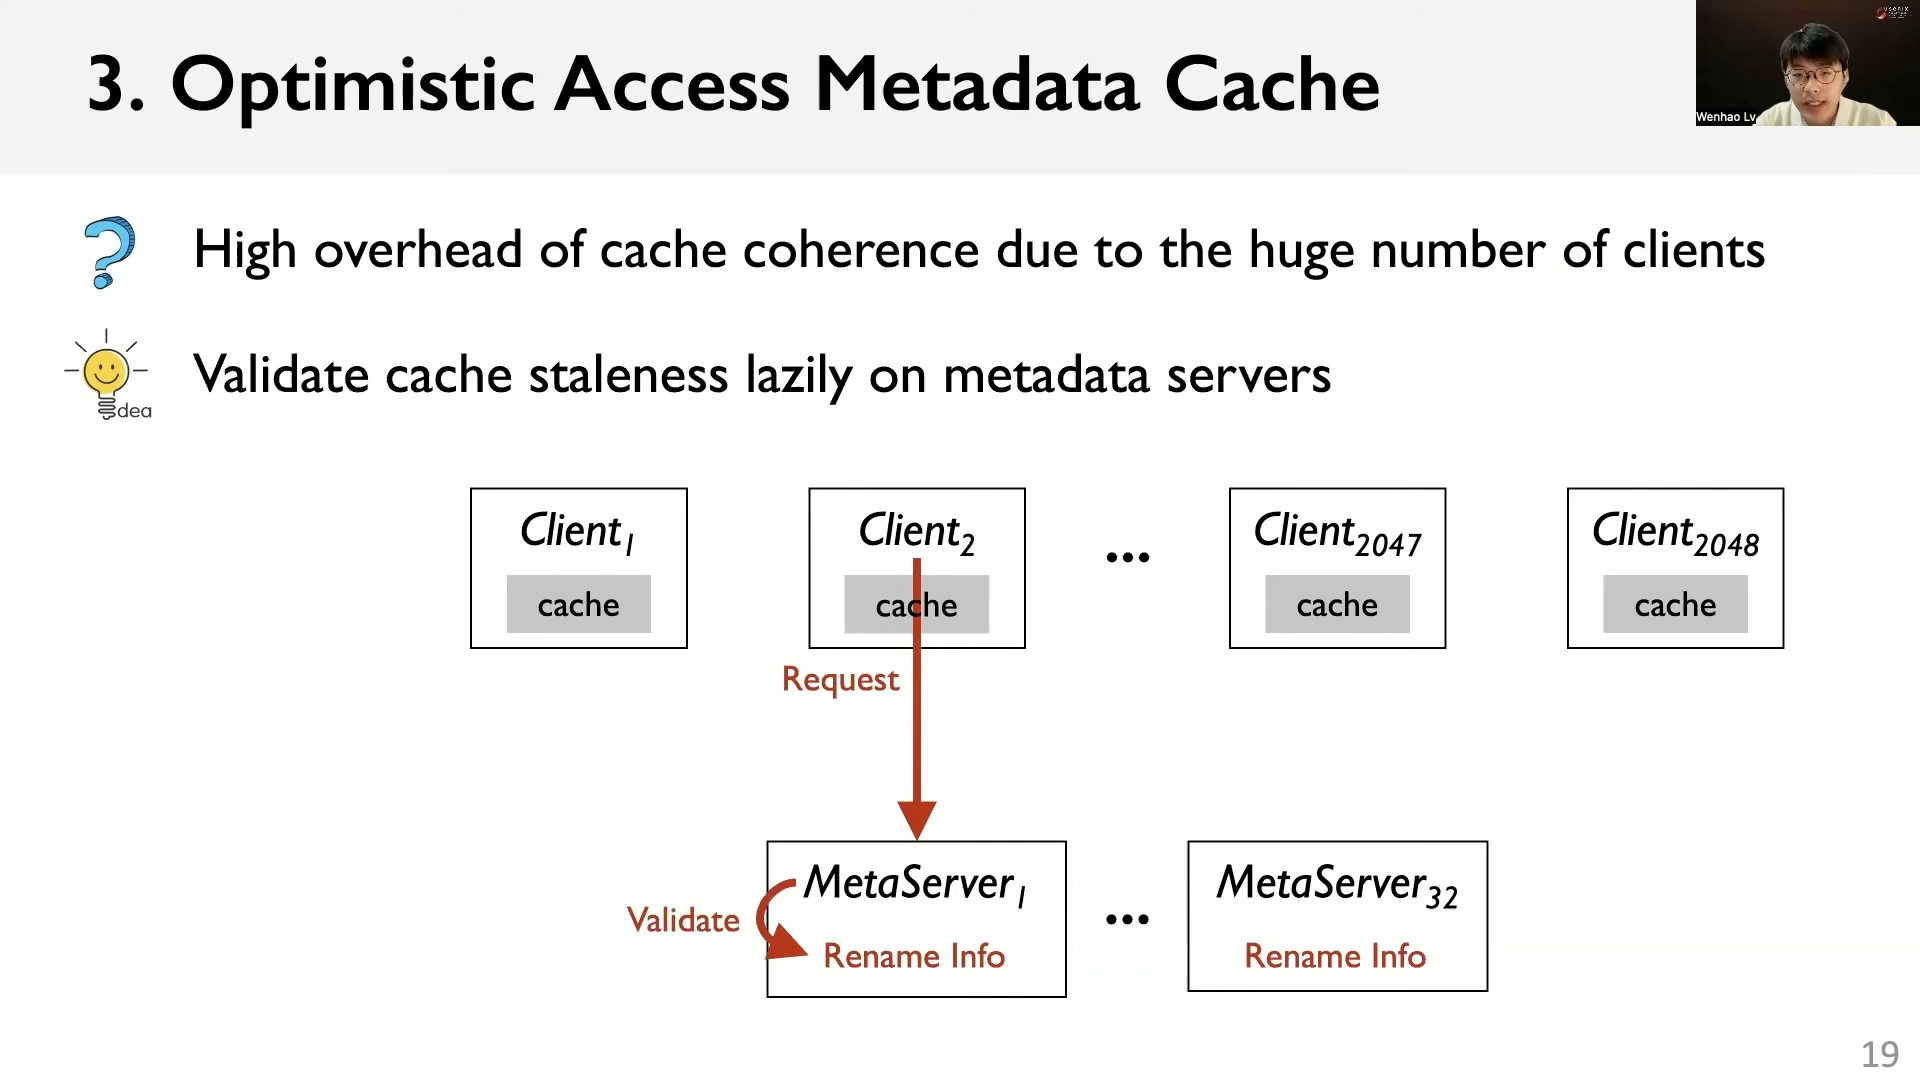 3. Optimistic Access Metadata Cache
USENIX
Wenhao Lv
High overhead of cache coherence due to the huge number of clients
Validate cache staleness lazily on metadata servers
dea
Client1 Client2 ... Client2047 Client2048
cache cache cache cache
Request
MetaServer1 ... MetaServer32
Validate
Rename Info Rename Info
19